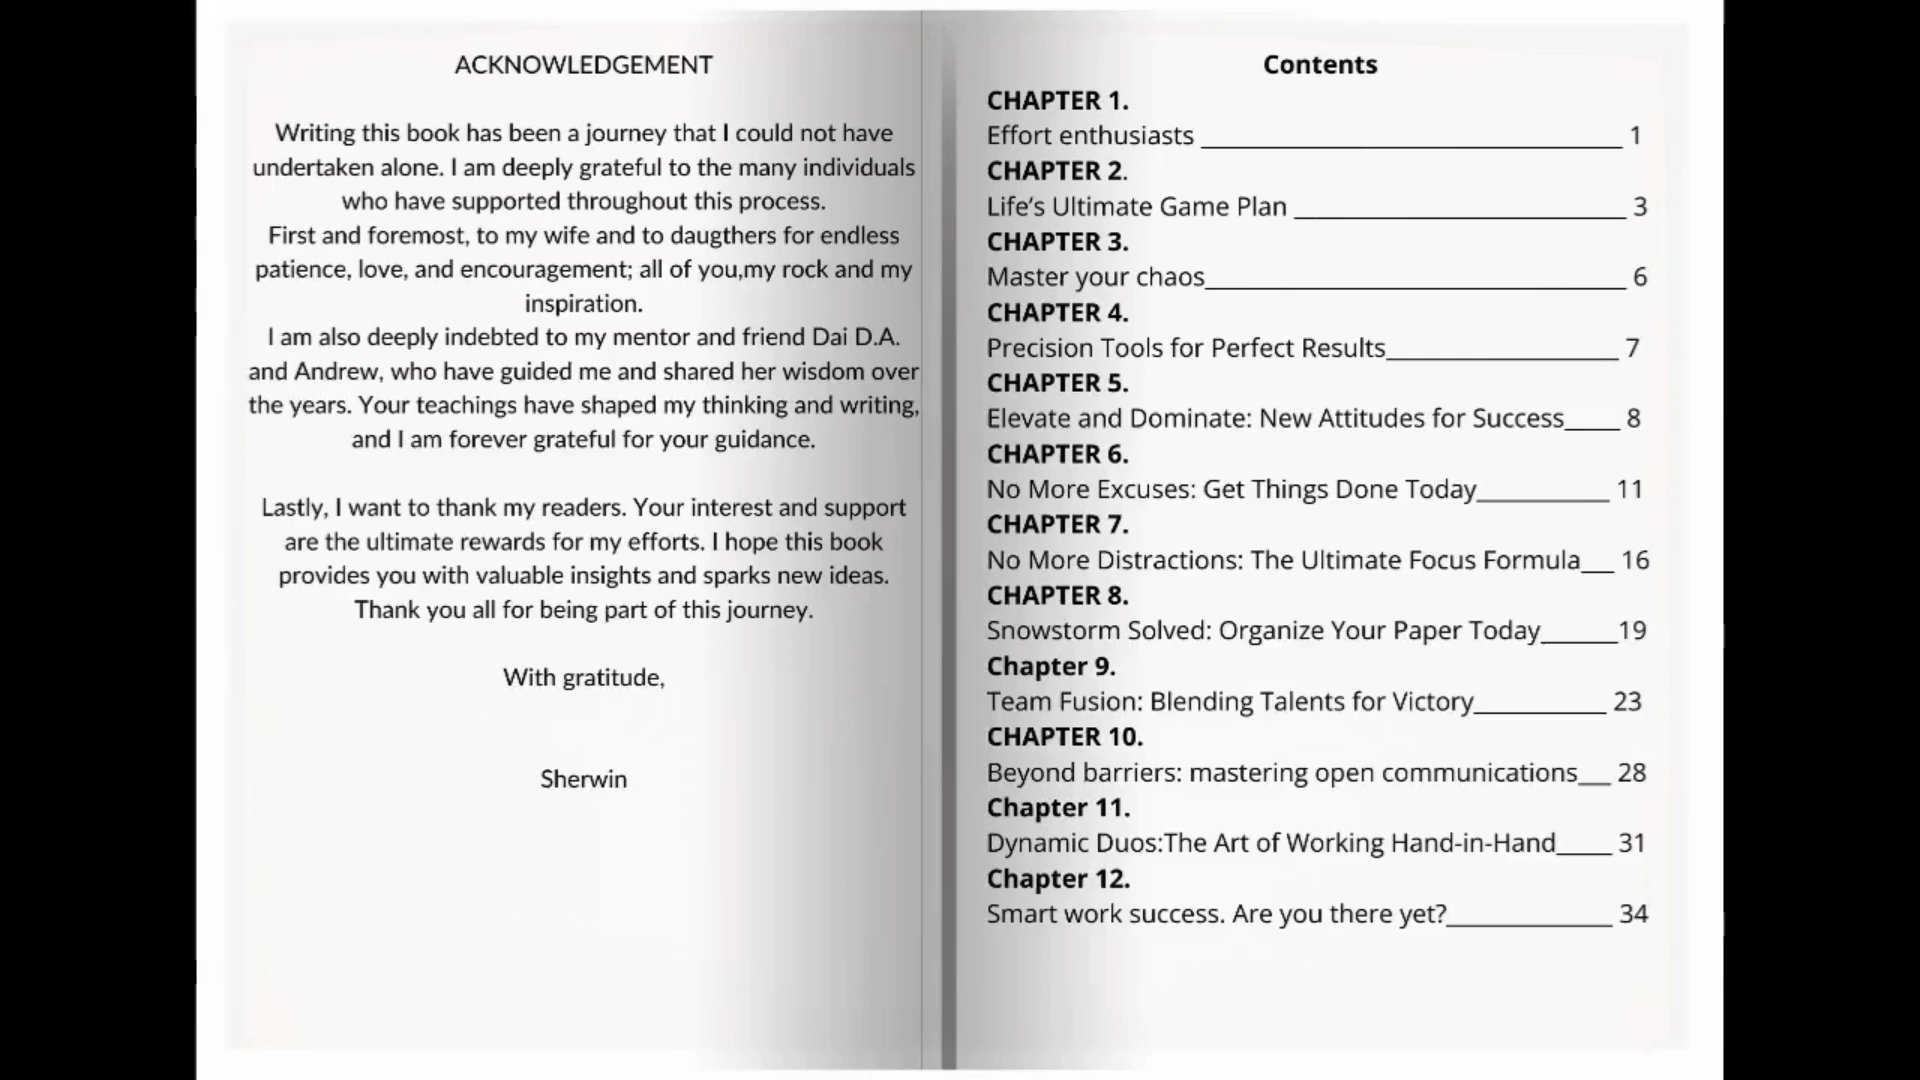 ACKNOWLEDGEMENT
Writing this book has been a journey that I could not have
undertaken alone. I am deeply grateful to the many individuals
who have supported throughout this process.
First and foremost, to my wife and to daugthers for endless
patience, love, and encouragement; all of you,my rock and my
inspiration.
I am also deeply indebted to my mentor and friend Dai D.A.
and Andrew, who have guided me and shared her wisdom over
the years. Your teachings have shaped my thinking and writing,
and I am forever grateful for your guidance.
Lastly, I want to thank my readers. Your interest and support
are the ultimate rewards for my efforts. I hope this book
provides you with valuable insights and sparks new ideas.
Thank you all for being part of this journey.
With gratitude,
Sherwin
Contents
CHAPTER 1.
Effort enthusiasts ______________________________ 1
CHAPTER 2.
Life’s Ultimate Game Plan ________________________ 3
CHAPTER 3.
Master your chaos______________________________ 6
CHAPTER 4.
Precision Tools for Perfect Results_________________ 7
CHAPTER 5.
Elevate and Dominate: New Attitudes for Success____ 8
CHAPTER 6.
No More Excuses: Get Things Done Today__________ 11
CHAPTER 7.
No More Distractions: The Ultimate Focus Formula__ 16
CHAPTER 8.
Snowstorm Solved: Organize Your Paper Today______19
Chapter 9.
Team Fusion: Blending Talents for Victory__________ 23
CHAPTER 10.
Beyond barriers: mastering open communications__ 28
Chapter 11.
Dynamic Duos:The Art of Working Hand-in-Hand____ 31
Chapter 12.
Smart work success. Are you there yet?____________ 34